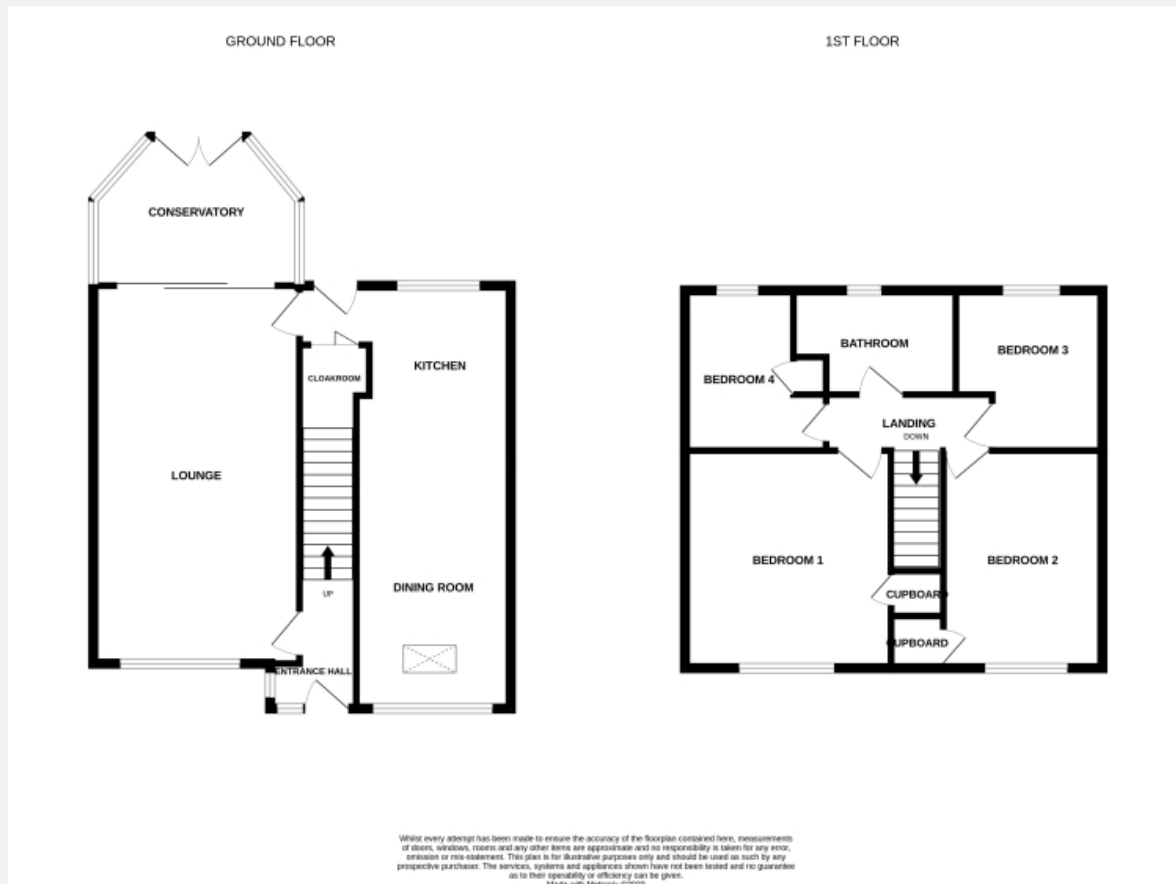 GROUND FLOOR
1ST FLOOR
CONSERVATORY
KITCHEN
CLOAKROOM
LOUNGE
DINING ROOM
UP
ENTRANCE HALL
BATHROOM
BEDROOM 3
BEDROOM 4
LANDING
DOWN
BEDROOM 1
BEDROOM 2
CUPBOARD
CUPBOARD
Whilst every attempt has been made to ensure the accuracy of the floorplan contained here, measurements
of doors, windows, rooms and any other items are approximate and no responsibility is taken for any error,
omission or mis-statement. This plan is for illustrative purposes only and should be used as such by any
prospective purchaser. The services, systems and appliances shown have not been tested and no guarantee
as to their operability or efficiency can be given.
Made with Metropix